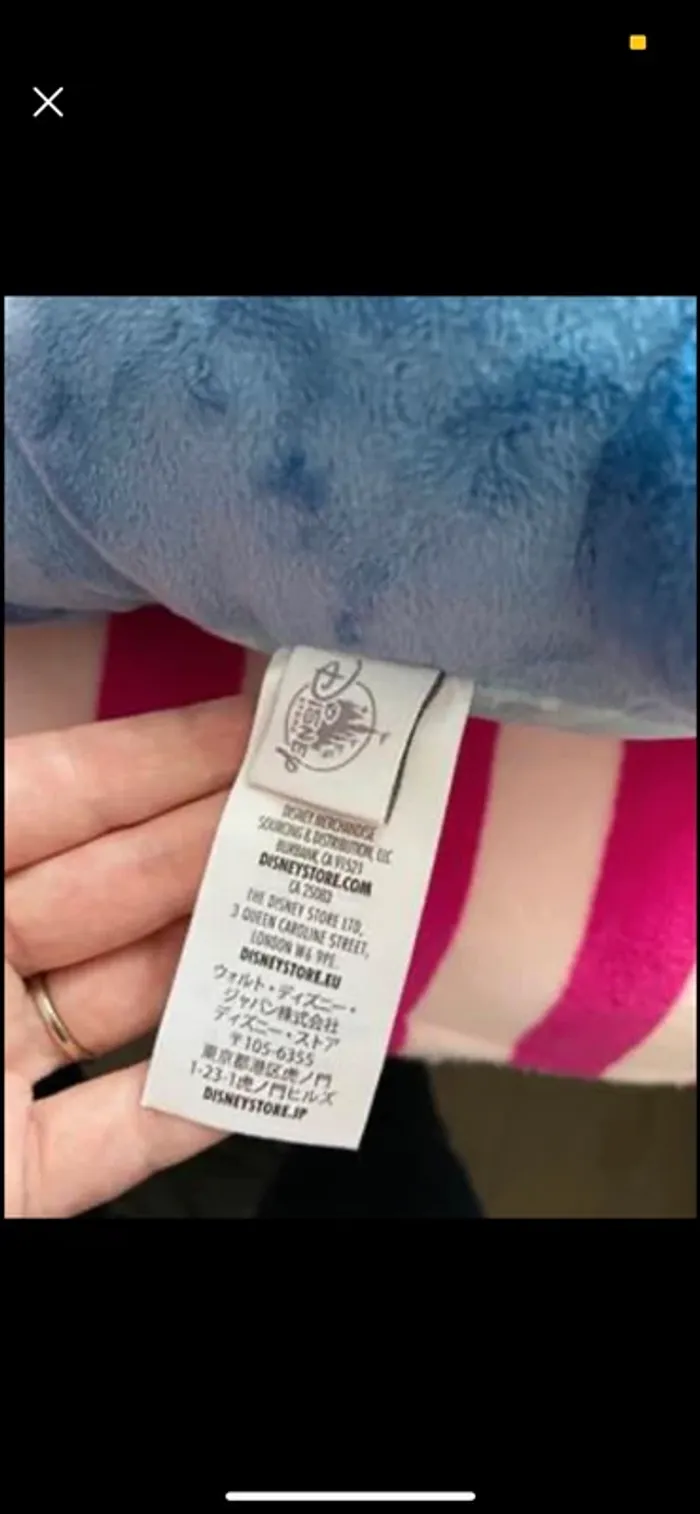 DISNEY
STORE
DISNEY MERCHANDISE
SOURCING & DISTRIBUTION, LLC
BURBANK, CA 91521
DISNEYSTORE.COM
CA 25083
THE DISNEY STORE LTD,
3 QUEEN CAROLINE STREET,
LONDON W6 9PE.
DISNEYSTORE.EU
ウォルト・ディズニー・
ジャパン株式会社
ディズニー・ストア
〒105-6355
東京都港区虎ノ門
1-23-1虎ノ門ヒルズ
DISNEYSTORE.JP